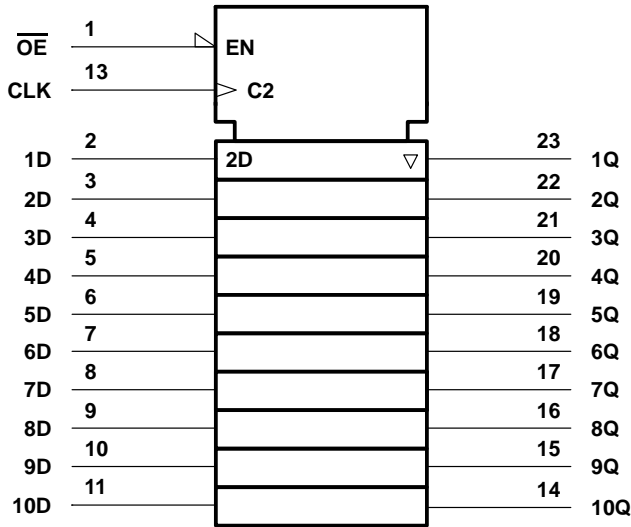 OE 1 EN
CLK 13 C2
1D 2 2D 23 1Q
2D 3 22 2Q
3D 4 21 3Q
4D 5 20 4Q
5D 6 19 5Q
6D 7 18 6Q
7D 8 17 7Q
8D 9 16 8Q
9D 10 15 9Q
10D 11 14 10Q